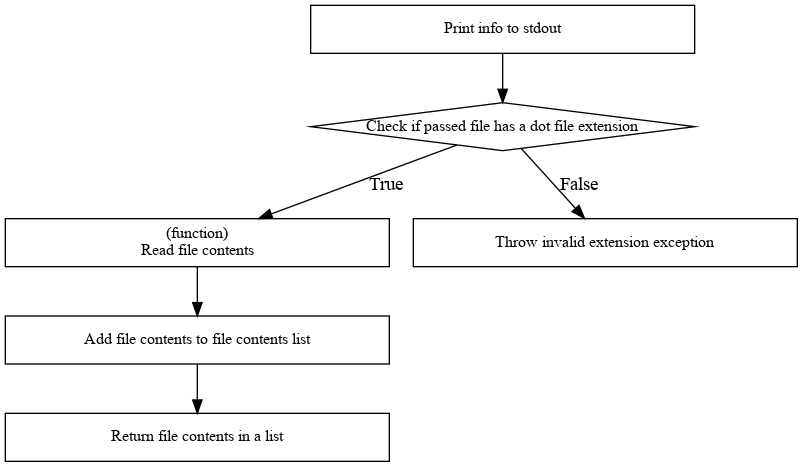 Print info to stdout
Check if passed file has a dot file extension
True
False
(function)
Read file contents
Throw invalid extension exception
Add file contents to file contents list
Return file contents in a list